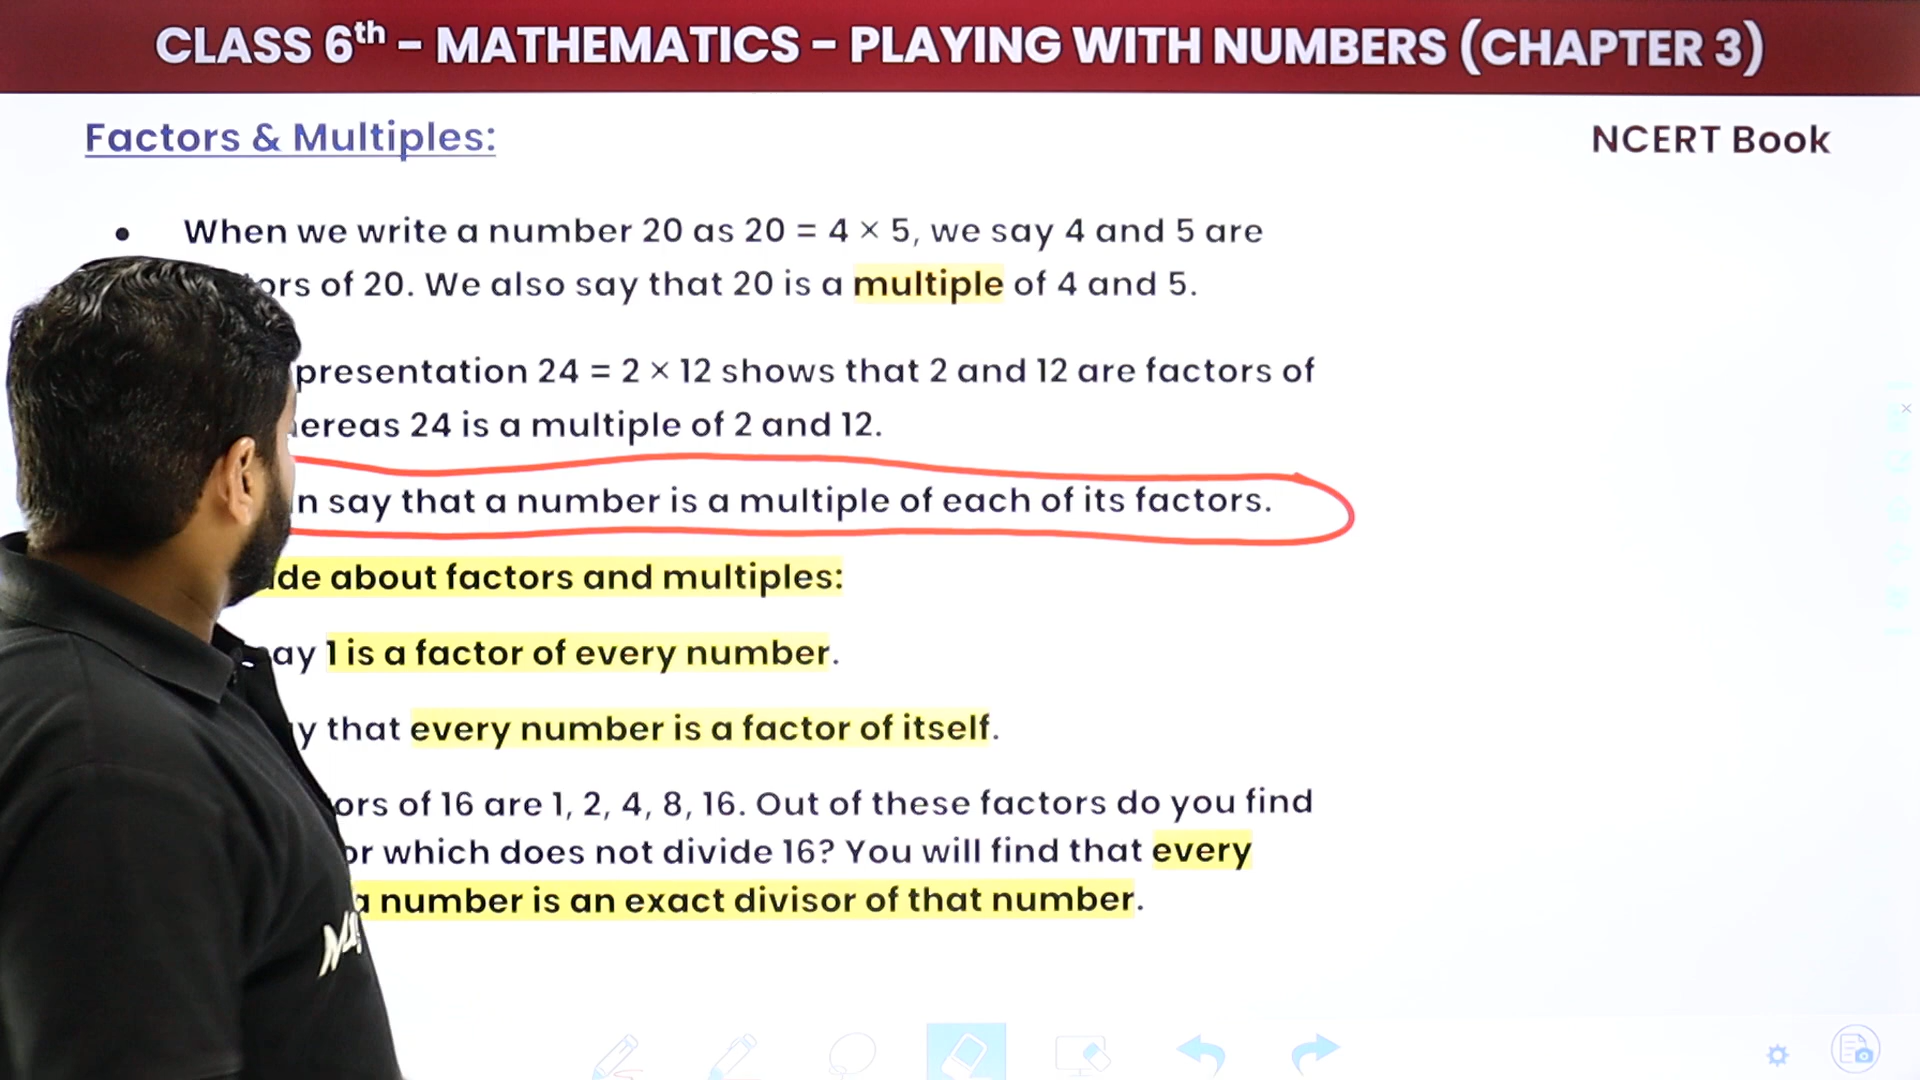 CLASS 6th – MATHEMATICS – PLAYING WITH NUMBERS (CHAPTER 3)
Factors & Multiples:
NCERT Book
• When we write a number 20 as 20 = 4 × 5, we say 4 and 5 are
ors of 20. We also say that 20 is a multiple of 4 and 5.
presentation 24 = 2 × 12 shows that 2 and 12 are factors of
ereas 24 is a multiple of 2 and 12.
n say that a number is a multiple of each of its factors.
de about factors and multiples:
ay 1 is a factor of every number.
y that every number is a factor of itself.
ors of 16 are 1, 2, 4, 8, 16. Out of these factors do you find
or which does not divide 16? You will find that every
a number is an exact divisor of that number.